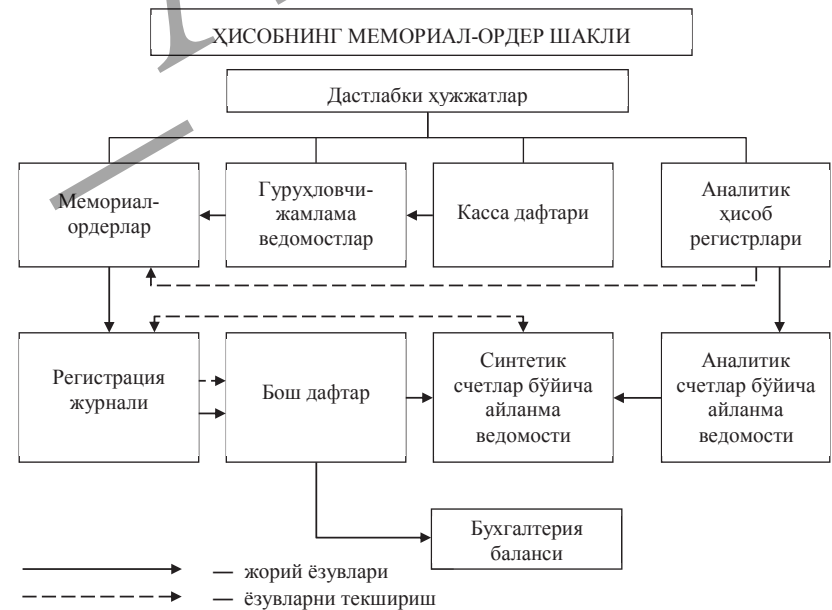 ҲИСОБНИНГ МЕМОРИАЛ-ОРДЕР ШАКЛИ
Дастлабки ҳужжатлар
Мемориал-
ордерлар
Гуруҳловчи-
жамлама
ведомостлар
Касса дафтари
Аналитик
ҳисоб
регистрлари
Регистрация
журнали
Бош дафтар
Синтетик
счетлар бўйича
айланма
ведомости
Аналитик
счетлар бўйича
айланма
ведомости
Бухгалтерия
баланси
— жорий ёзувлари
— ёзувларни текшириш